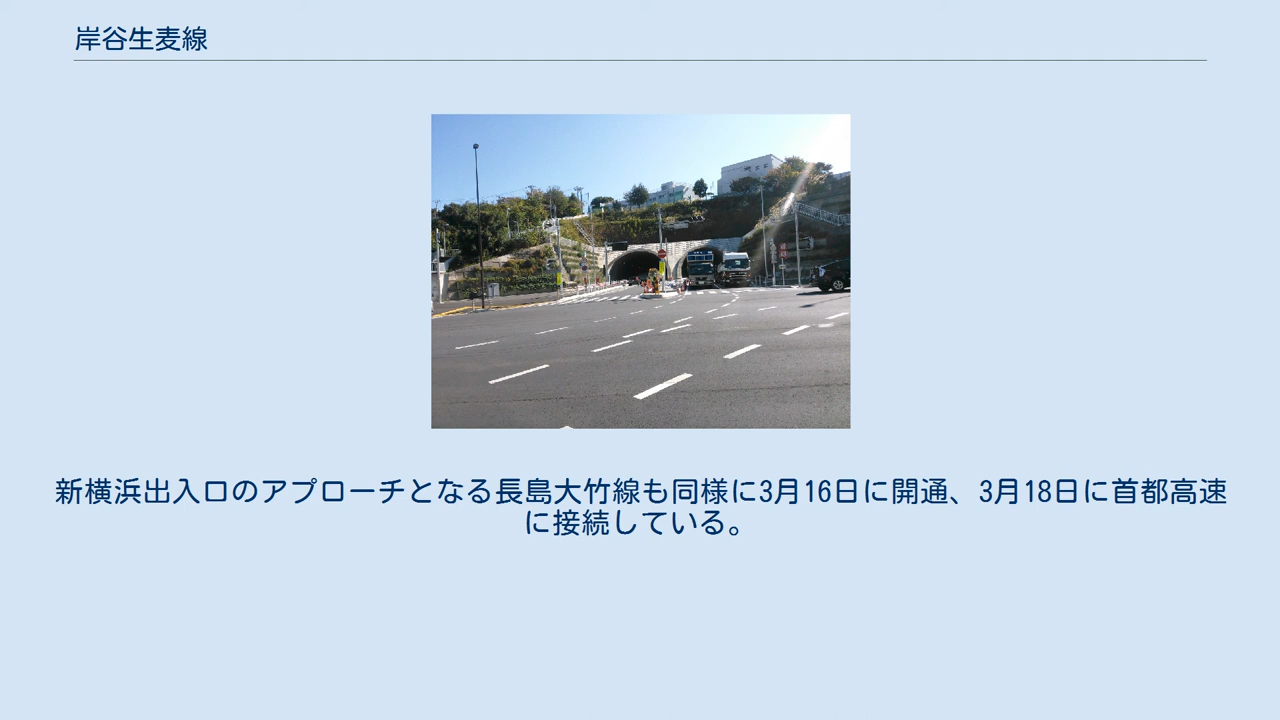 岸谷生麦線
新横浜出入口のアプローチとなる長島大竹線も同様に3月16日に開通、3月18日に首都高速
に接続している。